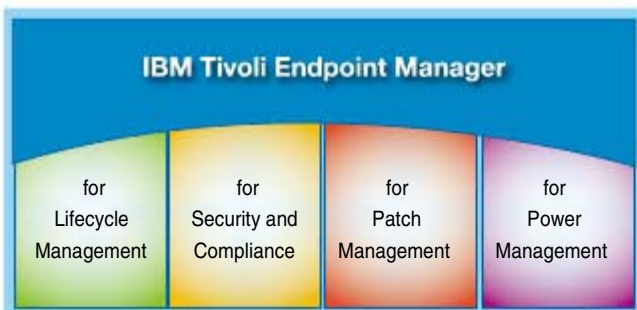 IBM Tivoli Endpoint Manager
for
Lifecycle
Management
for
Security and
Compliance
for
Patch
Management
for
Power
Management